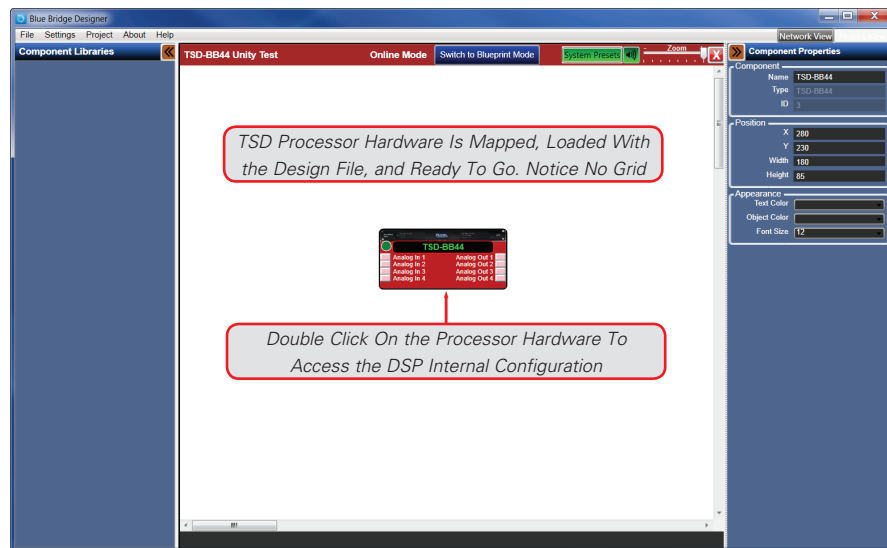 Blue Bridge Designer
File Settings Project About Help
Network View
Component Libraries
TSD-BB44 Unity Test
Online Mode
Switch to Blueprint Mode
System Presets
Zoom
X
Component Properties
Component
Name TSD-BB44
Type TSD-BB44
ID 3
Position
X 280
Y 230
Width 180
Height 85
Appearance
Text Color
Object Color
Font Size 12
TSD Processor Hardware Is Mapped, Loaded With
the Design File, and Ready To Go. Notice No Grid
TSD-BB44
Analog In 1 Analog Out 1
Analog In 2 Analog Out 2
Analog In 3 Analog Out 3
Analog In 4 Analog Out 4
Double Click On the Processor Hardware To
Access the DSP Internal Configuration